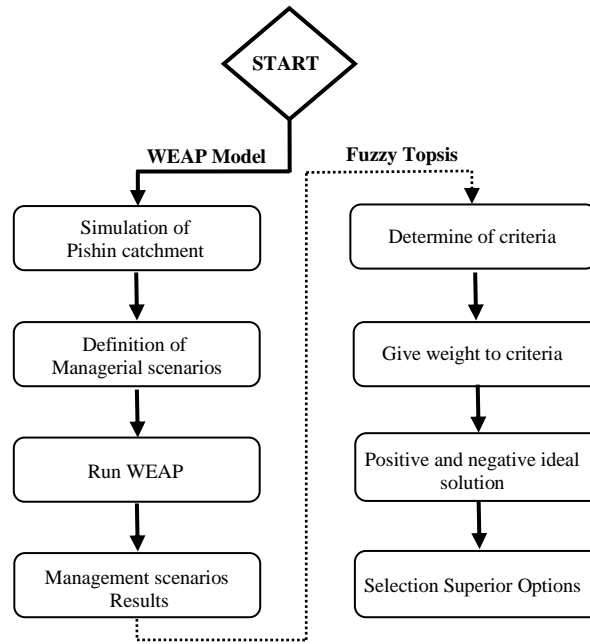 START
WEAP Model
Simulation of
Pishin catchment
Definition of
Managerial scenarios
Run WEAP
Management scenarios
Results
Fuzzy Topsis
Determine of criteria
Give weight to criteria
Positive and negative ideal
solution
Selection Superior Options